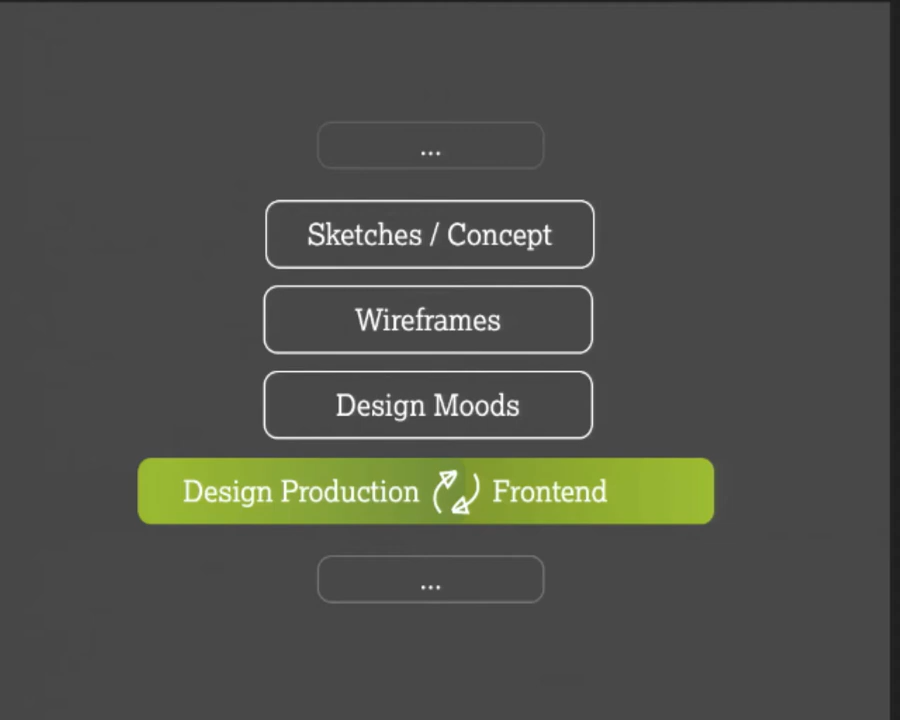 ...
Sketches / Concept
Wireframes
Design Moods
Design Production Frontend
...